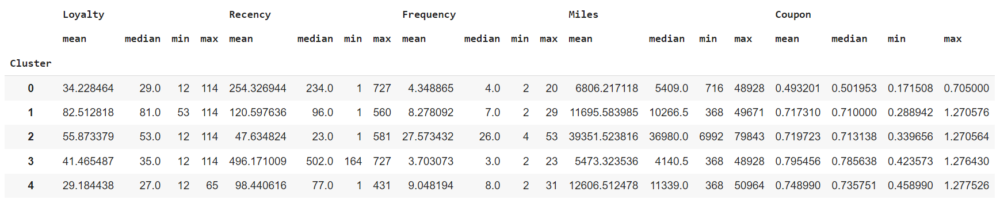 Loyalty Recency Frequency Miles Coupon
mean median min max mean median min max mean median min max mean median min max mean median min max
Cluster
0 34.228464 29.0 12 114 254.326944 234.0 1 727 4.348865 4.0 2 20 6806.217118 5409.0 716 48928 0.493201 0.501953 0.171508 0.705000
1 82.512818 81.0 53 114 120.597636 96.0 1 560 8.278092 7.0 2 29 11695.583985 10266.5 368 49671 0.717310 0.710000 0.288942 1.270576
2 55.873379 53.0 12 114 47.634824 23.0 1 581 27.573432 26.0 4 53 39351.523816 36980.0 6992 79843 0.719723 0.713138 0.339656 1.270564
3 41.465487 35.0 12 114 496.171009 502.0 164 727 3.703073 3.0 2 23 5473.323536 4140.5 368 48928 0.795456 0.785638 0.423573 1.276430
4 29.184438 27.0 12 65 98.440616 77.0 1 431 9.048194 8.0 2 31 12606.512478 11339.0 368 50964 0.748990 0.735751 0.458990 1.277526